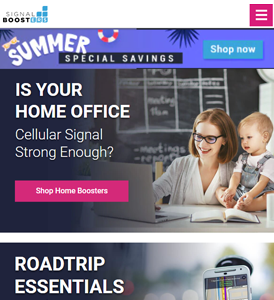 SIGNAL
BOOSTERS
SUMMER
SPECIAL SAVINGS
Shop now
IS YOUR
HOME OFFICE
Cellular Signal
Strong Enough?
Shop Home Boosters
ROADTRIP
ESSENTIALS